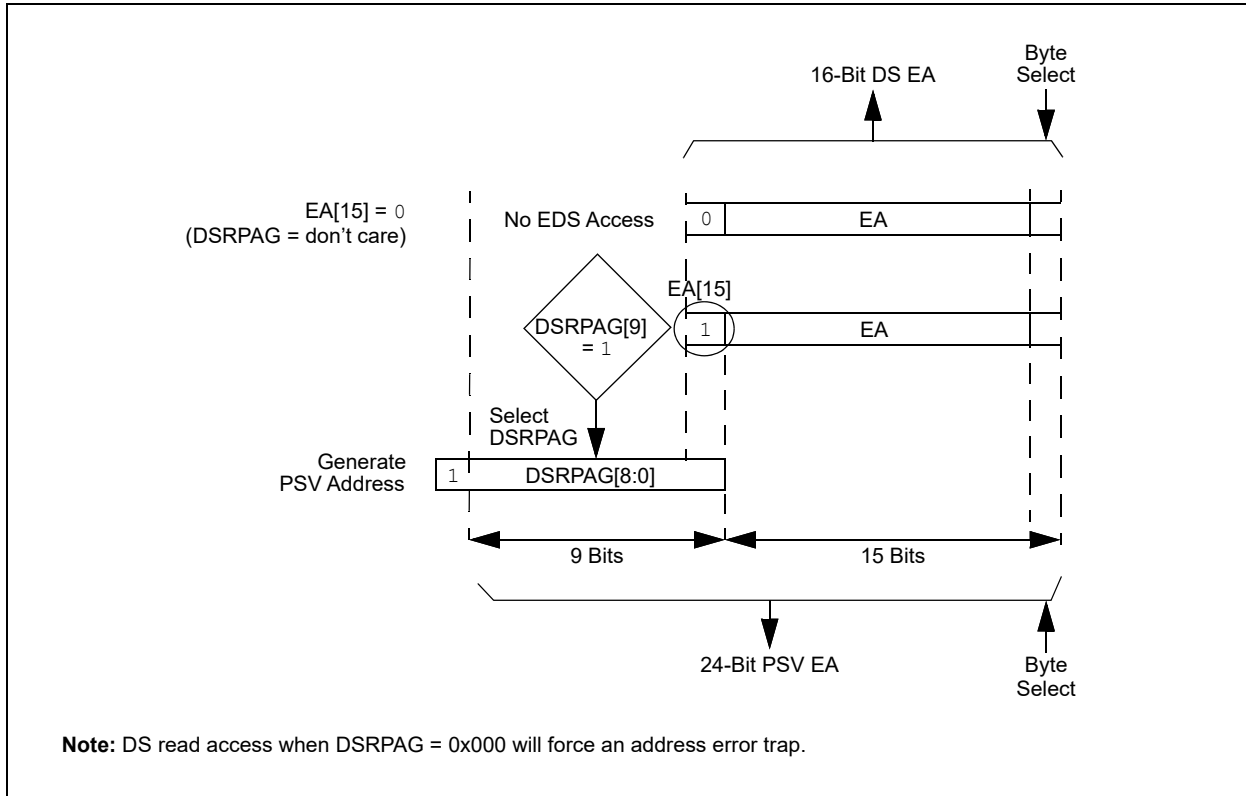 16-Bit DS EA
Byte
Select
EA[15] = 0
(DSRPAG = don't care)
No EDS Access
0
EA
EA[15]
DSRPAG[9]
= 1
1
EA
Select
DSRPAG
Generate
PSV Address
1
DSRPAG[8:0]
9 Bits
15 Bits
24-Bit PSV EA
Byte
Select
Note: DS read access when DSRPAG = 0x000 will force an address error trap.